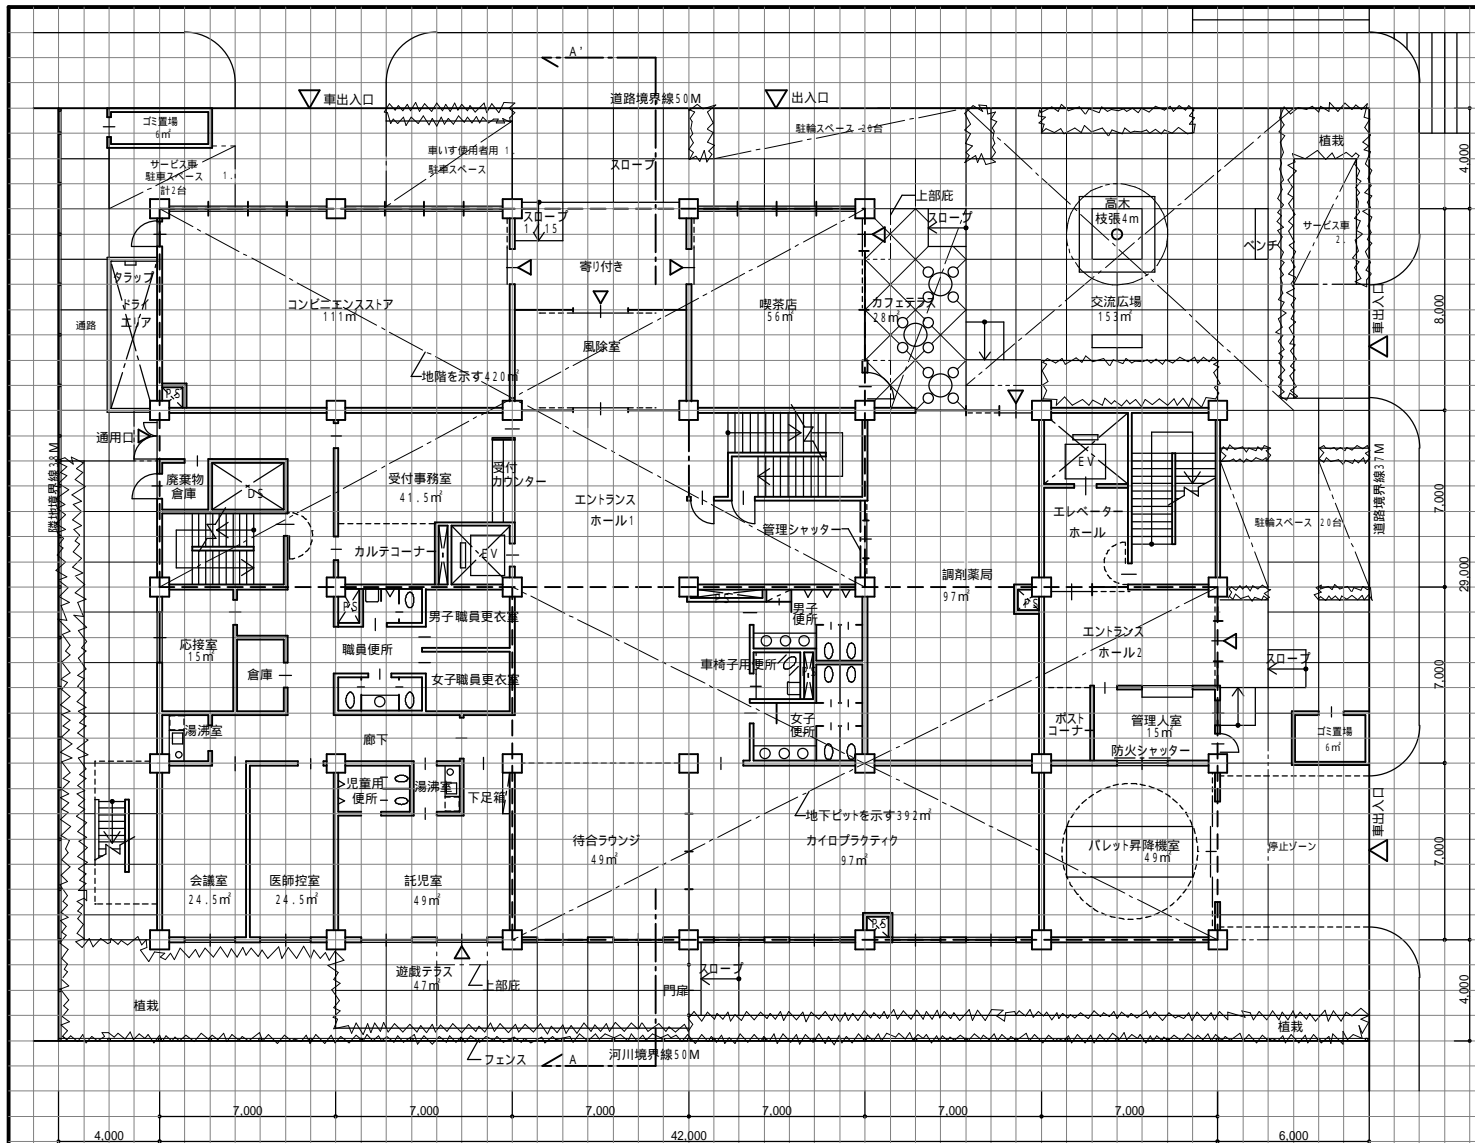 A'
車出入口
道路境界線50M
出入口
ゴミ置場
6㎡
車いす使用者用 1.
駐車スペース
駐輪スペース 20台
植栽
4,000
サービス車
駐車スペース 1.
計2台
スロープ
上部庇
高木
枝張4m
スロープ
1.15
スロープ
サービス車
2.
ベンチ
タラップ
ドライ
エリア
通路
寄り付き
コンビニエンスストア
111㎡
喫茶店
56㎡
カフェテラス
28㎡
交流広場
153㎡
車出入口
8,000
風除室
地階を示す420㎡
P.S
通用口
隣地境界線38M
廃棄物
倉庫
DS
受付事務室
41.5㎡
受付
カウンター
エントランス
ホール1
EV
エレベーター
ホール
道路境界線37M
7,000
駐輪スペース 20台
管理シャッター
カルテコーナー
EV
調剤薬局
97㎡
29,000
P.S
P.S
P.S
男子
便所
男子職員更衣室
応接室
15㎡
職員便所
エントランス
ホール2
スロープ
車椅子用便所
P.S
倉庫
女子職員更衣室
7,000
女子
便所
ポスト
コーナー
管理人室
15㎡
湯沸室
廊下
防火シャッター
ゴミ置場
6㎡
児童用
便所
湯沸室
下足箱
地下ピットを示す392㎡
車出入口
待合ラウンジ
49㎡
カイロプラクティク
97㎡
パレット昇降機室
49㎡
停止ゾーン
7,000
会議室
24.5㎡
医師控室
24.5㎡
託児室
49㎡
P.S
遊戯テラス
47㎡
上部庇
スロープ
門扉
4,000
植栽
植栽
フェンス
A
河川境界線50M
7,000
7,000
7,000
7,000
7,000
7,000
4,000
42,000
6,000